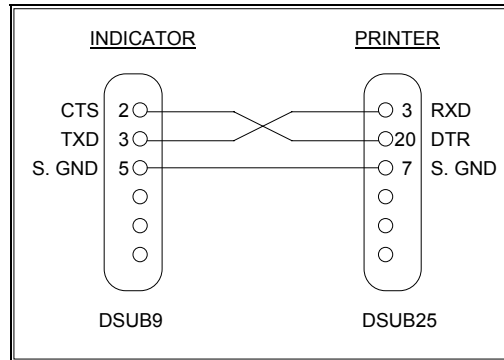 INDICATOR PRINTER
CTS 2 3 RXD
TXD 3 20 DTR
S. GND 5 7 S. GND
DSUB9 DSUB25